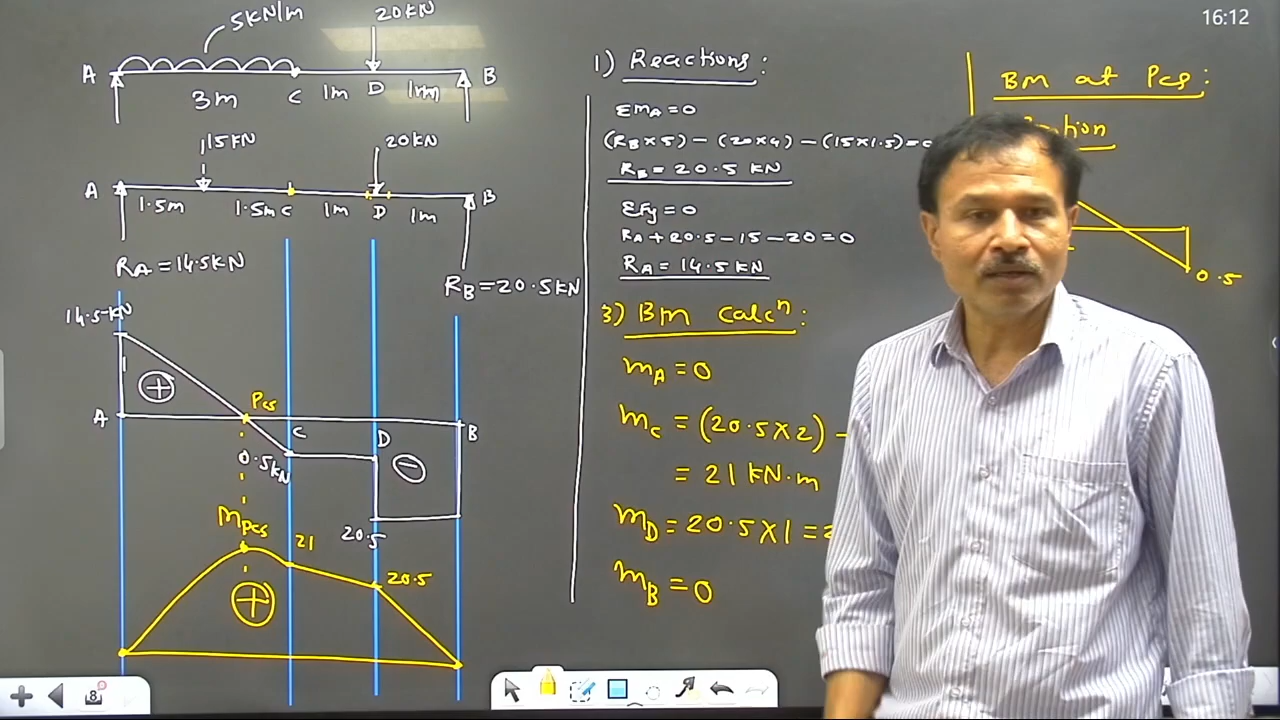 16:12
5KN/m
20KN
A
B
3m C 1m D 1m
15KN
20KN
A
B
1.5m 1.5m C 1m D 1m
RA = 14.5KN
RB = 20.5KN
14.5KN
A
Pcs
C
D
B
0.5KN
20.5
Mpcs
21
20.5
1) Reactions:
ΣMA = 0
(RB×5) – (20×4) – (15×1.5) =
RB = 20.5 KN
ΣFy = 0
RA + 20.5 – 15 – 20 = 0
RA = 14.5 KN
3) Bm calcⁿ:
MA = 0
MC = (20.5×2) –
= 21 KN.m
MD = 20.5×1 =
MB = 0
Bm at Pcs:
0.5
8